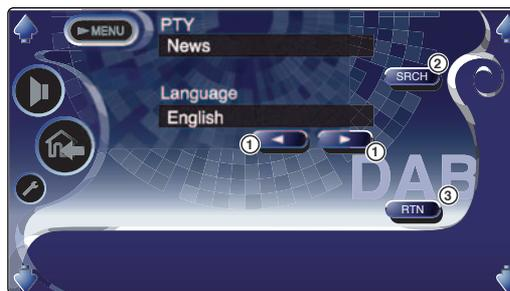 MENU
PTY
News
2
SRCH
Language
English
1
1
DAB
3
RTN